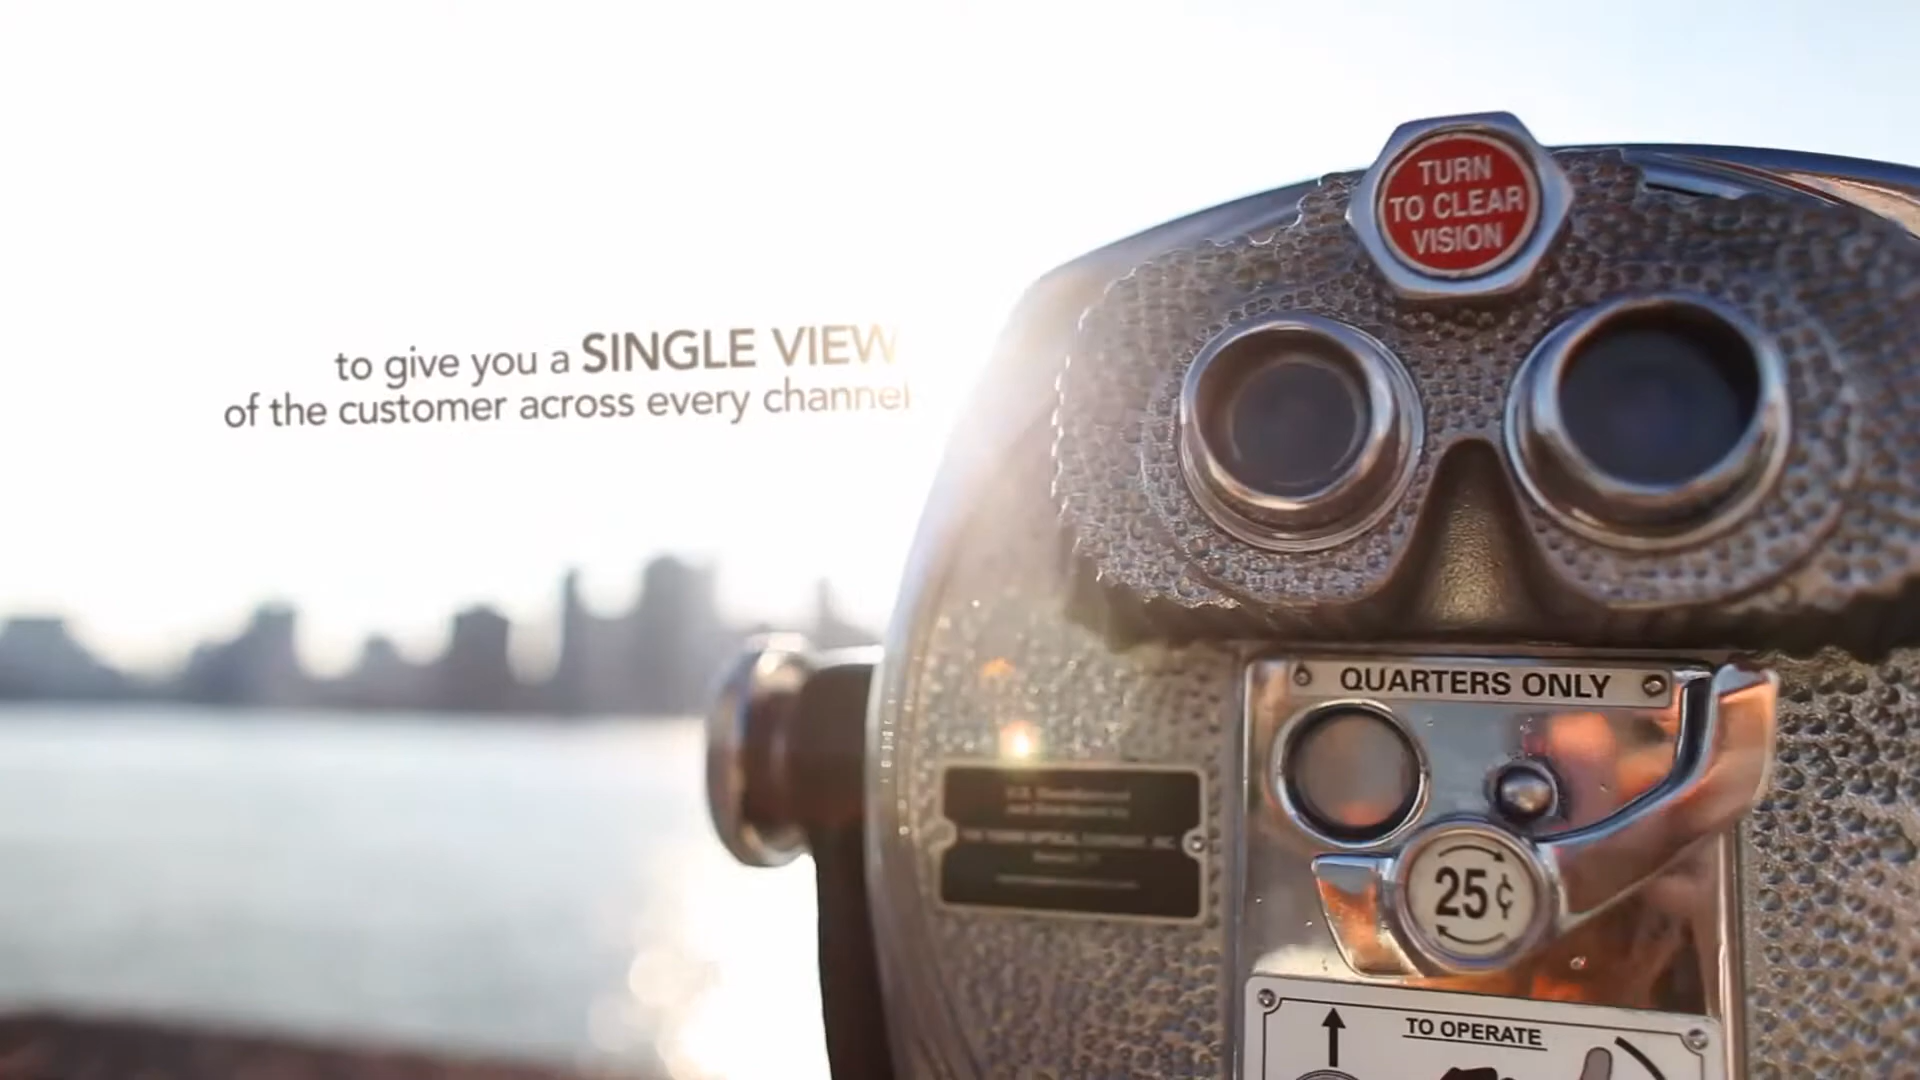 to give you a SINGLE VIEW
of the customer across every channel
TURN
TO CLEAR
VISION
QUARTERS ONLY
25¢
TO OPERATE